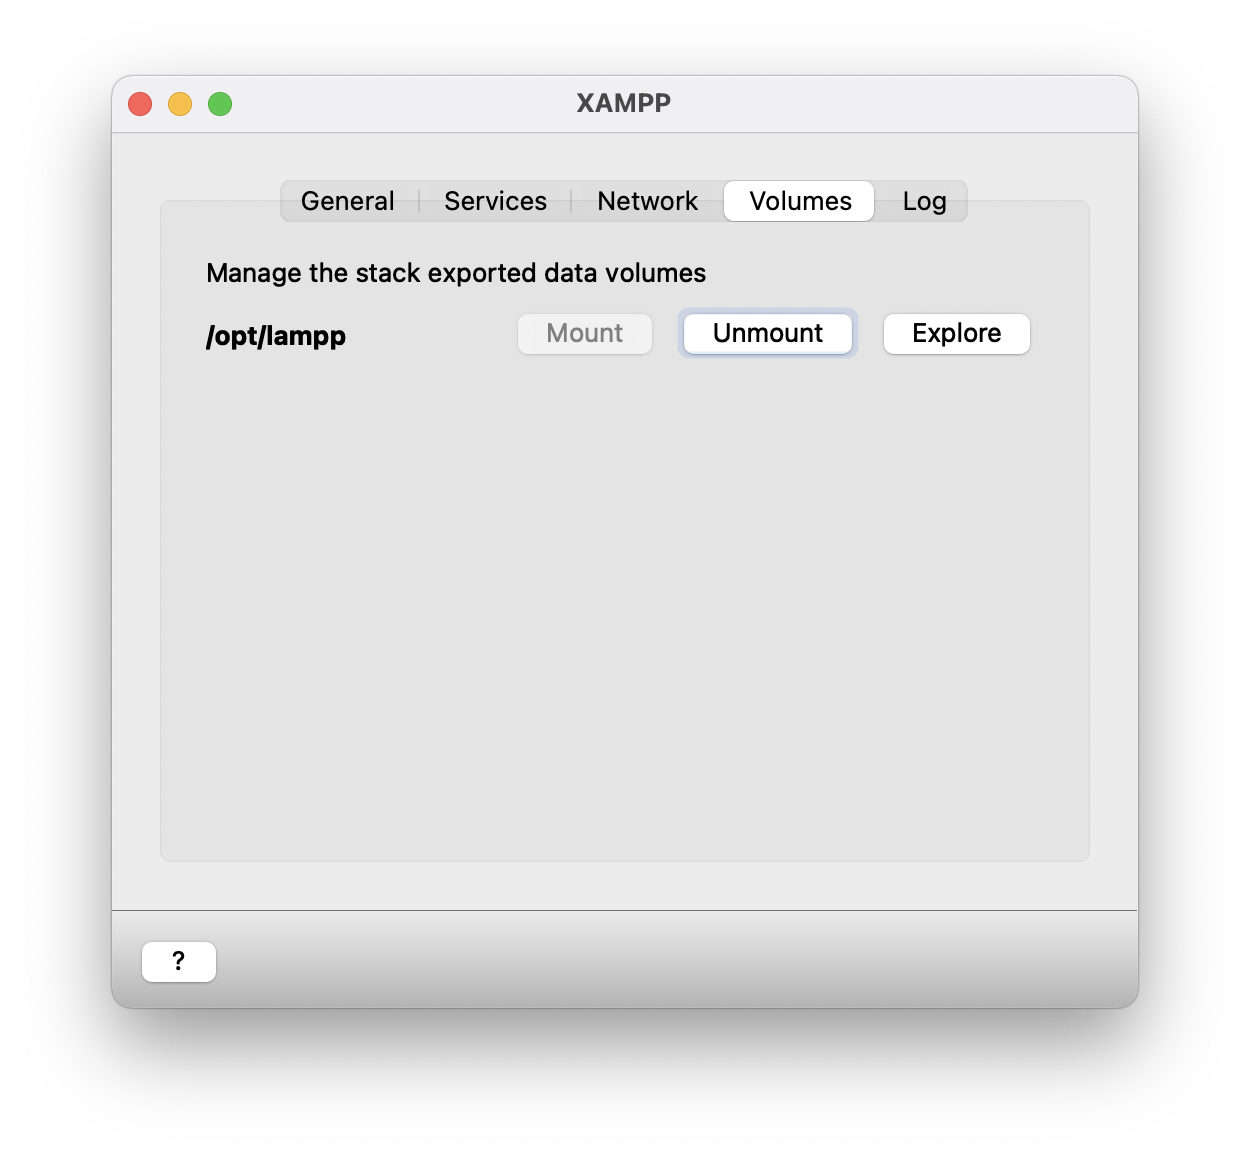 XAMPP
General Services Network Volumes Log
Manage the stack exported data volumes
/opt/lampp Mount Unmount Explore
?